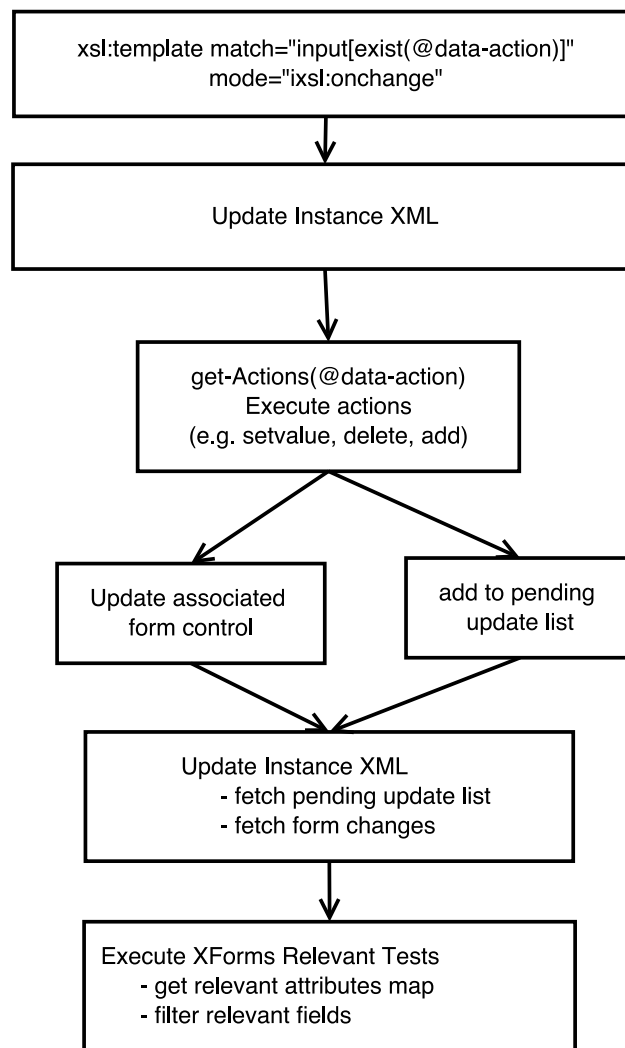 xsl:template match="input[exist(@data-action)]"
mode="ixsl:onchange"
Update Instance XML
get-Actions(@data-action)
Execute actions
(e.g. setvalue, delete, add)
Update associated
form control
add to pending
update list
Update Instance XML
- fetch pending update list
- fetch form changes
Execute XForms Relevant Tests
- get relevant attributes map
- filter relevant fields